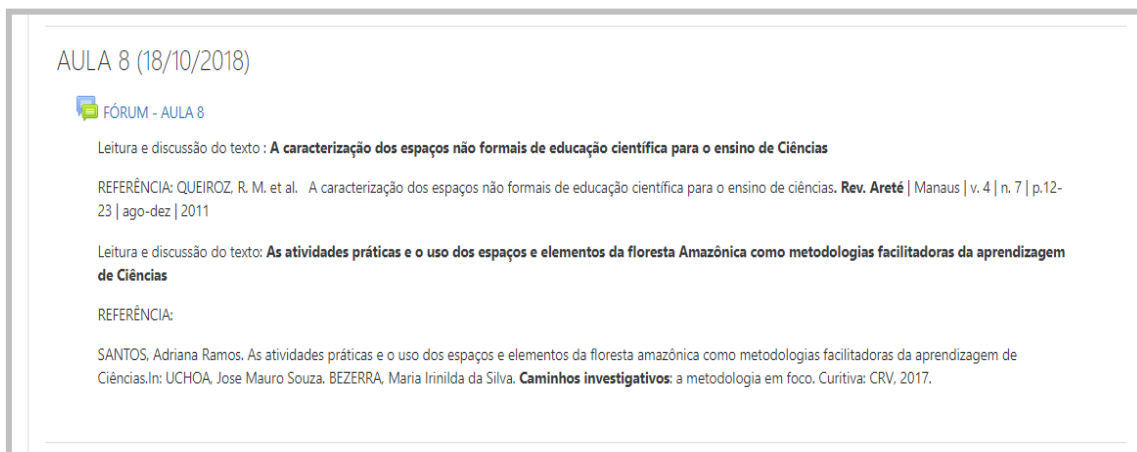 AULA 8 (18/10/2018)
FÓRUM - AULA 8
Leitura e discussão do texto : A caracterização dos espaços não formais de educação científica para o ensino de Ciências
REFERÊNCIA: QUEIROZ, R. M. et al. A caracterização dos espaços não formais de educação científica para o ensino de ciências. Rev. Areté | Manaus | v. 4 | n. 7 | p.12-
23 | ago-dez | 2011
Leitura e discussão do texto: As atividades práticas e o uso dos espaços e elementos da floresta Amazônica como metodologias facilitadoras da aprendizagem
de Ciências
REFERÊNCIA:
SANTOS, Adriana Ramos. As atividades práticas e o uso dos espaços e elementos da floresta amazônica como metodologias facilitadoras da aprendizagem de
Ciências.In: UCHOA, Jose Mauro Souza. BEZERRA, Maria Irinilda da Silva. Caminhos investigativos: a metodologia em foco. Curitiva: CRV, 2017.